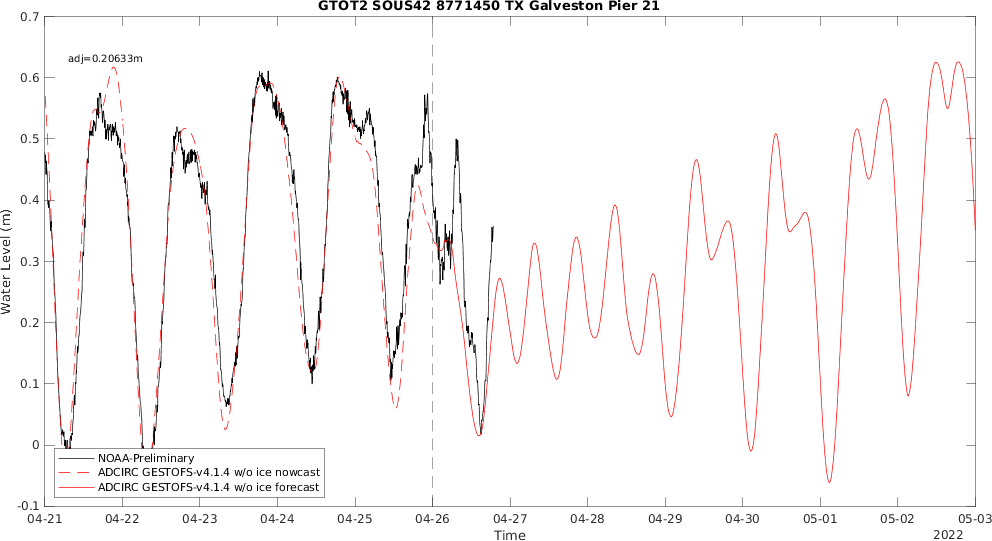 GTOT2 SOUS42 8771450 TX Galveston Pier 21
adj=0.20633m
0.7
0.6
0.5
0.4
0.3
0.2
0.1
0
-0.1
Water Level (m)
NOAA-Preliminary
ADCIRC GESTOFS-v4.1.4 w/o ice nowcast
ADCIRC GESTOFS-v4.1.4 w/o ice forecast
04-21 04-22 04-23 04-24 04-25 04-26 04-27 04-28 04-29 04-30 05-01 05-02 05-03
Time
2022